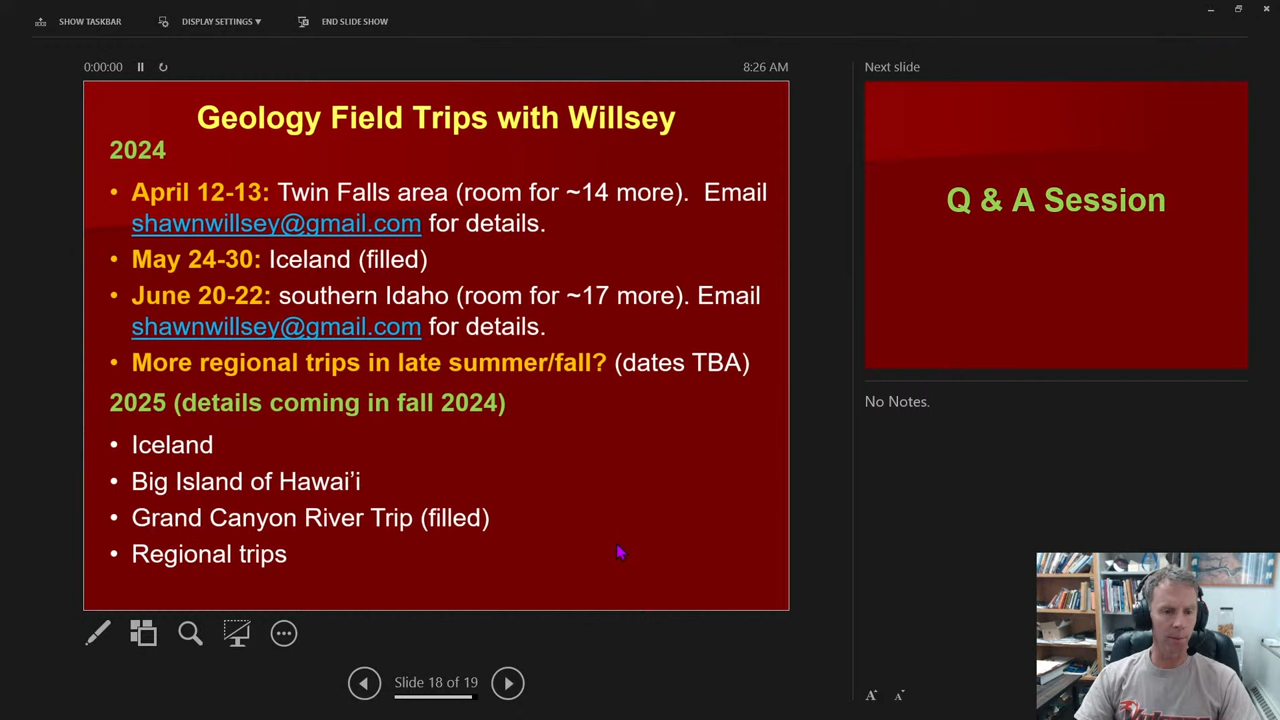 SHOW TASKBAR
DISPLAY SETTINGS
END SLIDE SHOW
0:00:00
8:26 AM
Next slide
Geology Field Trips with Willsey
2024
• April 12-13: Twin Falls area (room for ~14 more). Email
shawnwillsey@gmail.com for details.
• May 24-30: Iceland (filled)
• June 20-22: southern Idaho (room for ~17 more). Email
shawnwillsey@gmail.com for details.
• More regional trips in late summer/fall? (dates TBA)
2025 (details coming in fall 2024)
• Iceland
• Big Island of Hawai’i
• Grand Canyon River Trip (filled)
• Regional trips
Q & A Session
No Notes.
Slide 18 of 19
A A